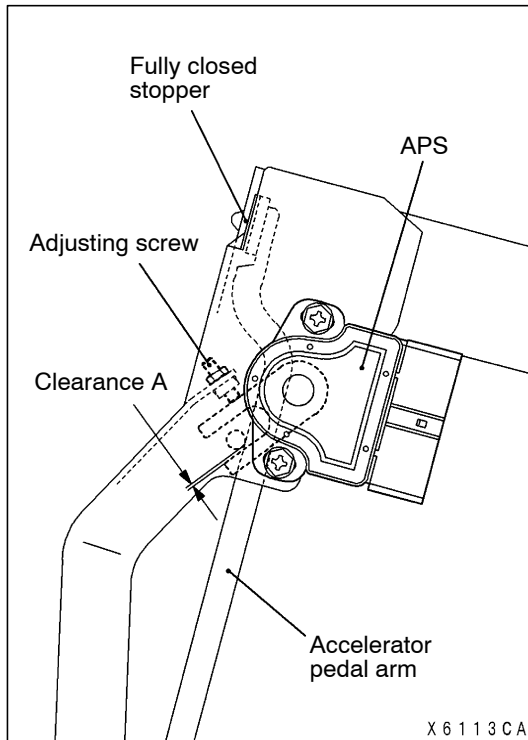 Fully closed
stopper
APS
Adjusting screw
Clearance A
Accelerator
pedal arm
X6113CA